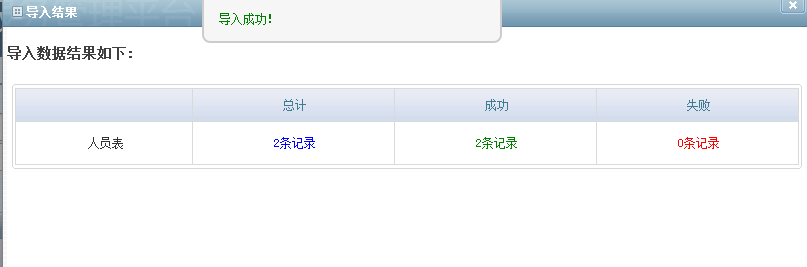 导入结果
导入成功!
导入数据结果如下:
总计 成功 失败
人员表 2条记录 2条记录 0条记录